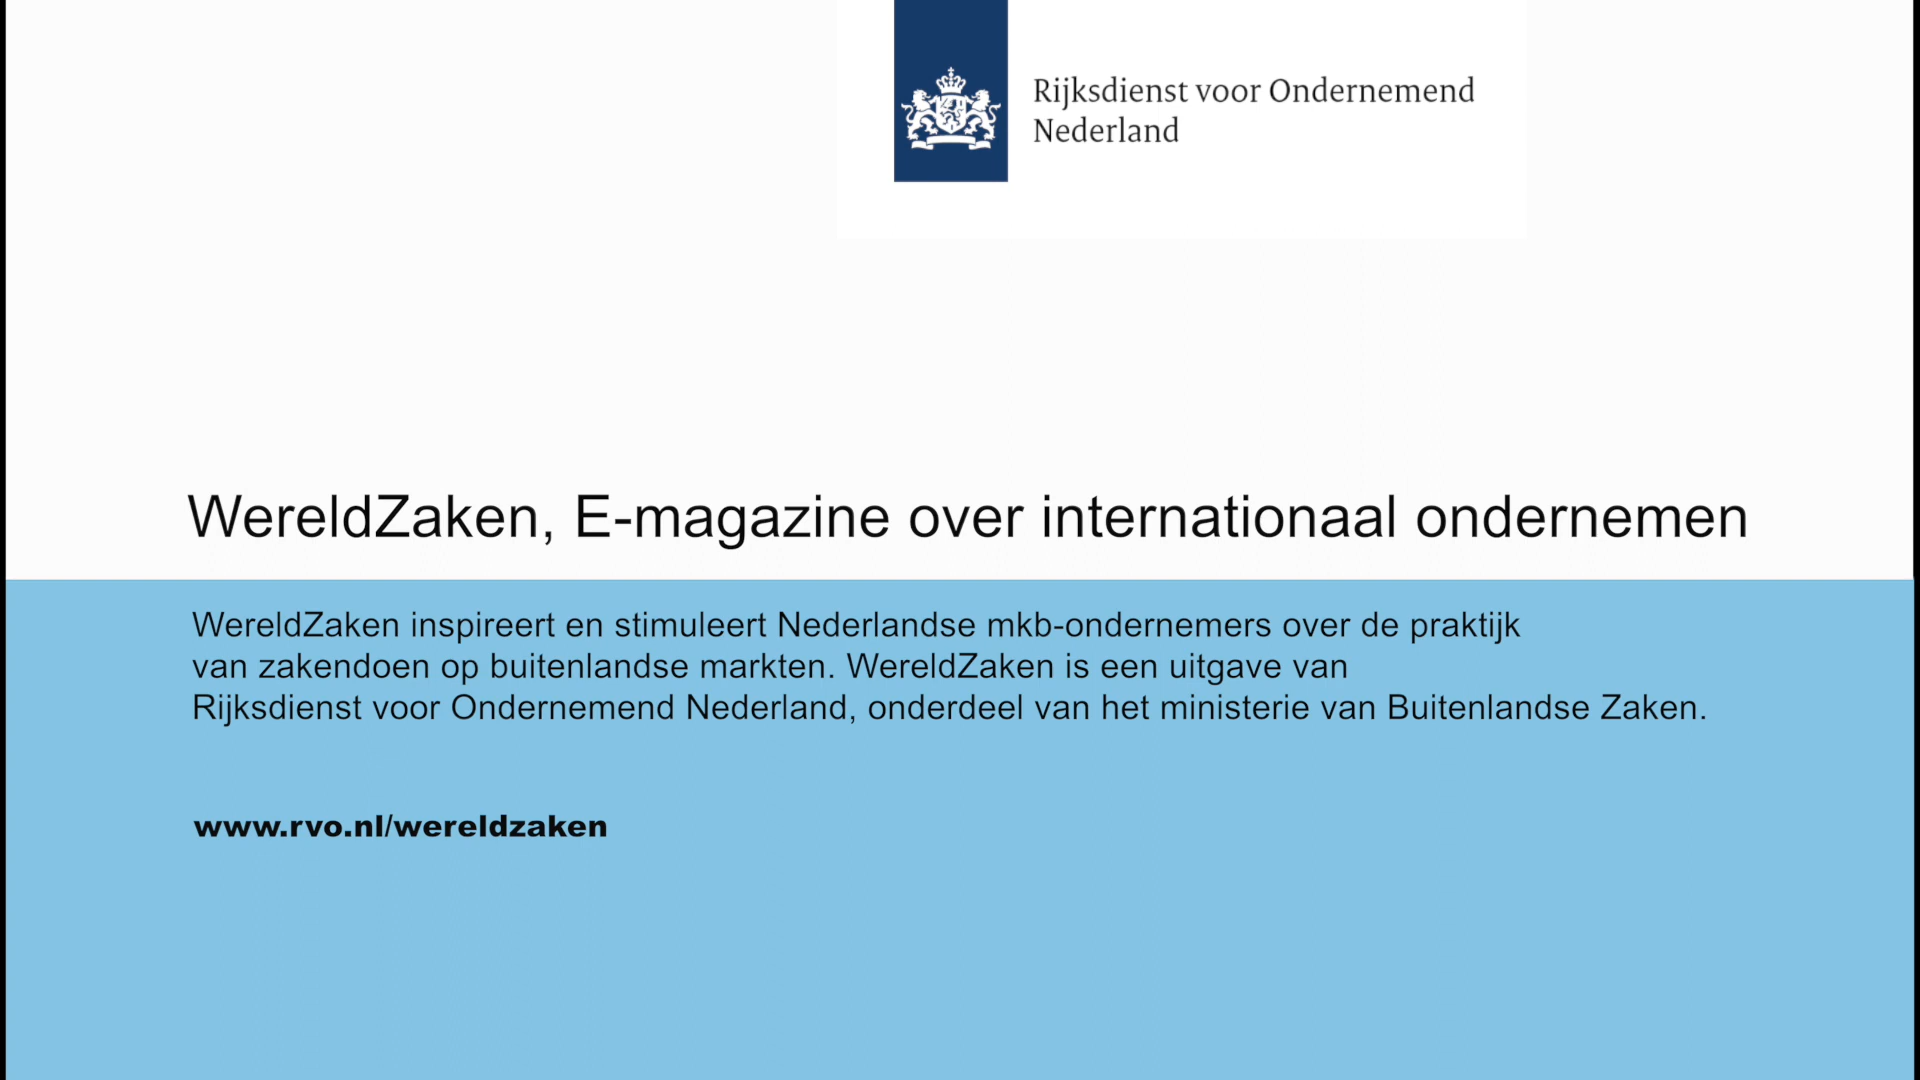 Rijksdienst voor Ondernemend
Nederland
WereldZaken, E-magazine over internationaal ondernemen
WereldZaken inspireert en stimuleert Nederlandse mkb-ondernemers over de praktijk
van zakendoen op buitenlandse markten. WereldZaken is een uitgave van
Rijksdienst voor Ondernemend Nederland, onderdeel van het ministerie van Buitenlandse Zaken.
www.rvo.nl/wereldzaken